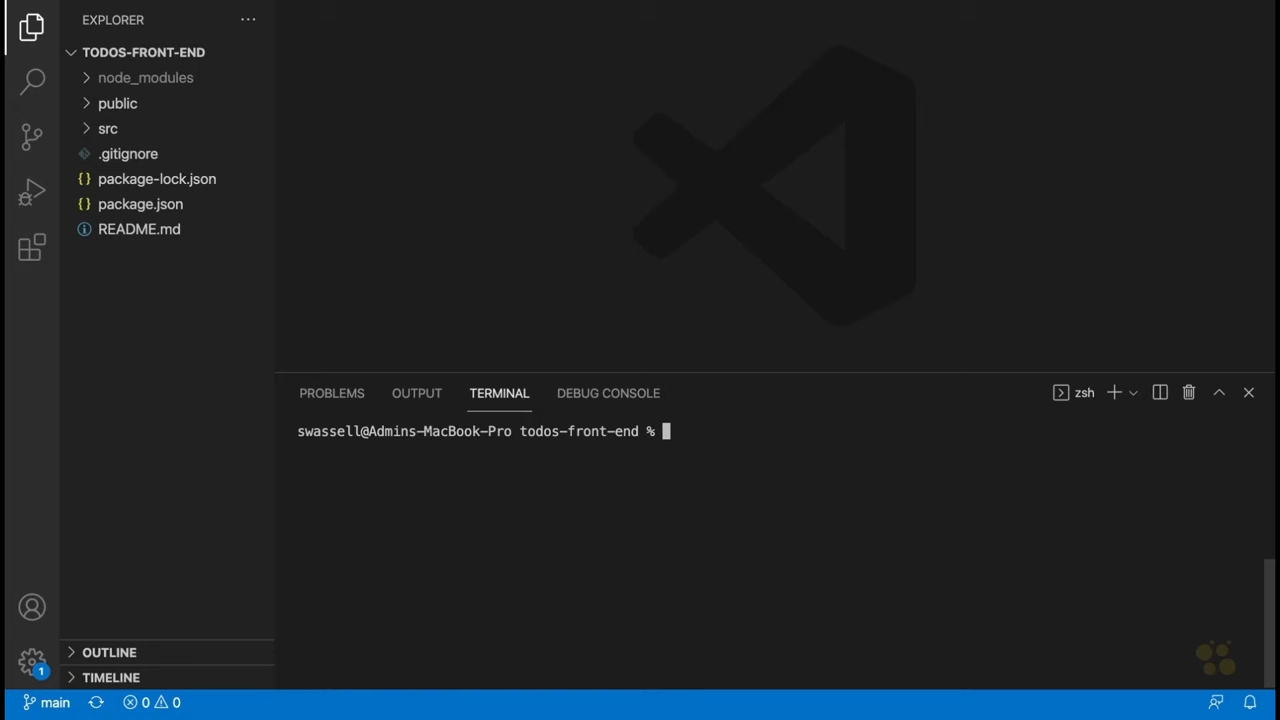 EXPLORER
TODOS-FRONT-END
node_modules
public
src
.gitignore
package-lock.json
package.json
README.md
PROBLEMS OUTPUT TERMINAL DEBUG CONSOLE
zsh
swassell@Admins-MacBook-Pro todos-front-end %
OUTLINE
1
TIMELINE
main 0 0